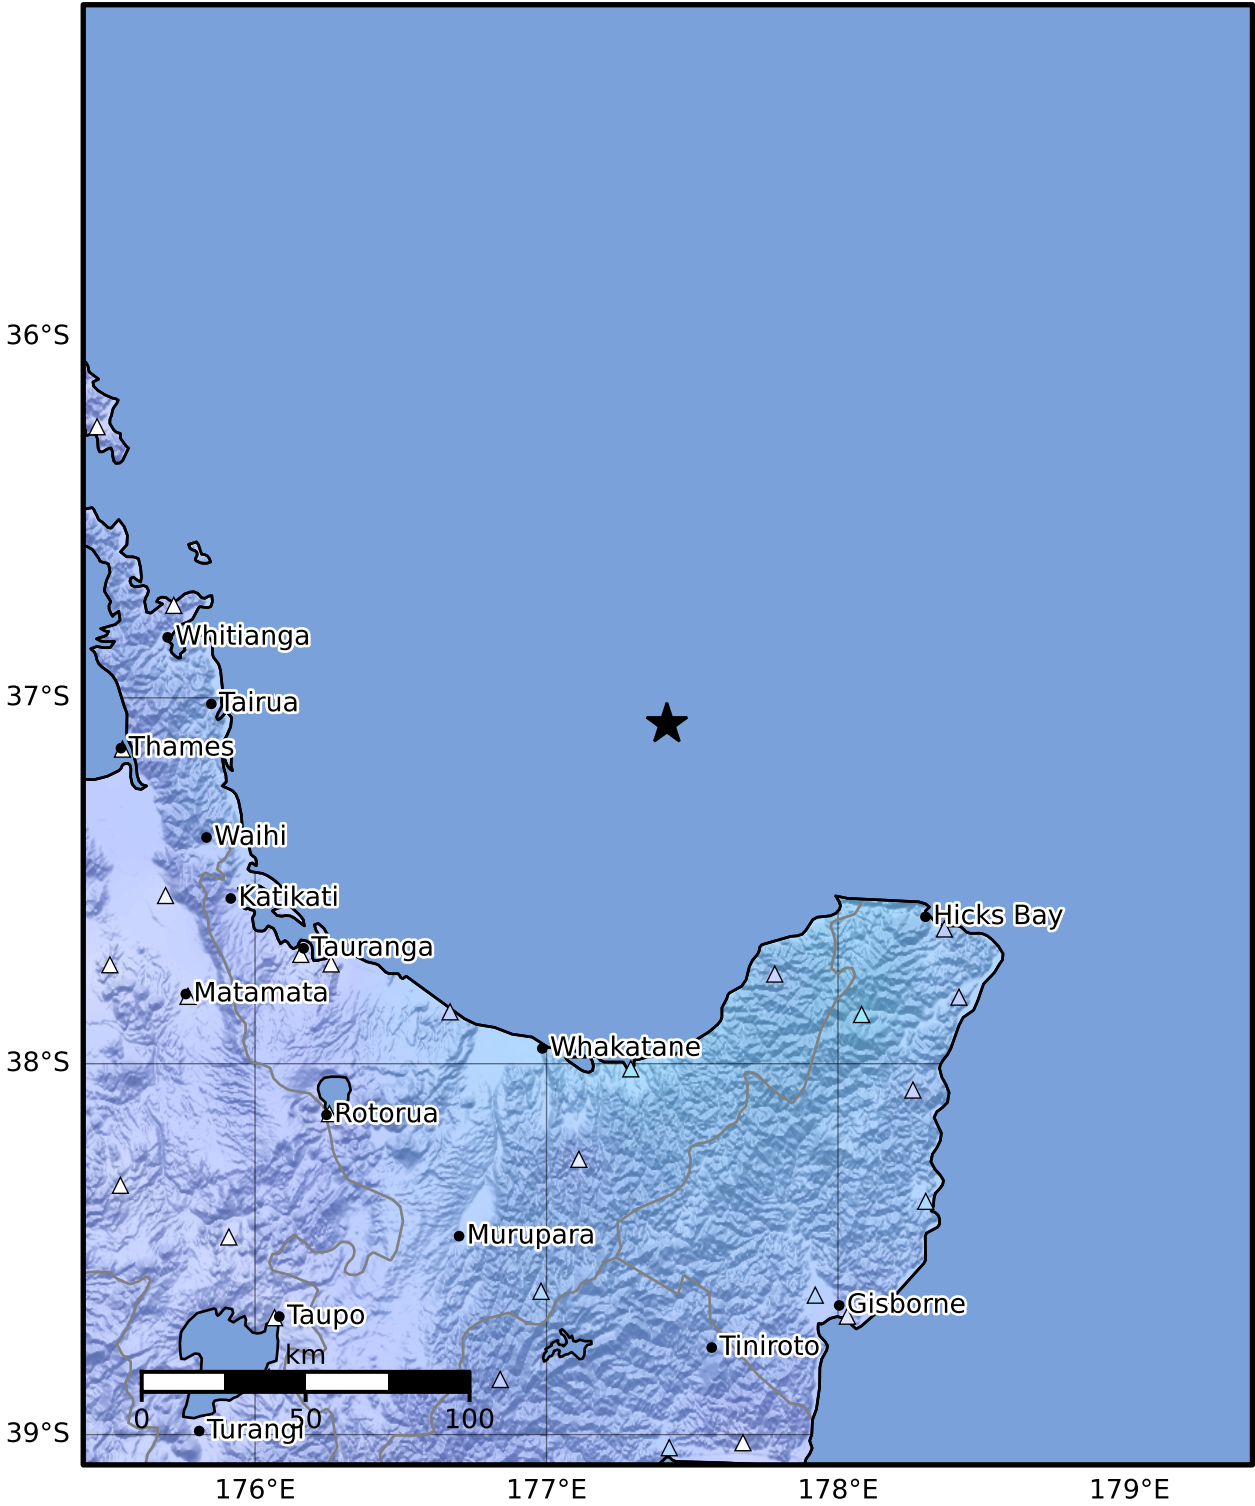 36°S
Whitianga
37°S
Tairua
Thames
Waihi
Katikati
Hicks Bay
Tauranga
Matamata
Whakatane
38°S
Rotorua
Murupara
Gisborne
Taupo
Tiniroto
km
0
50
100
Turangi
39°S
176°E
177°E
178°E
179°E